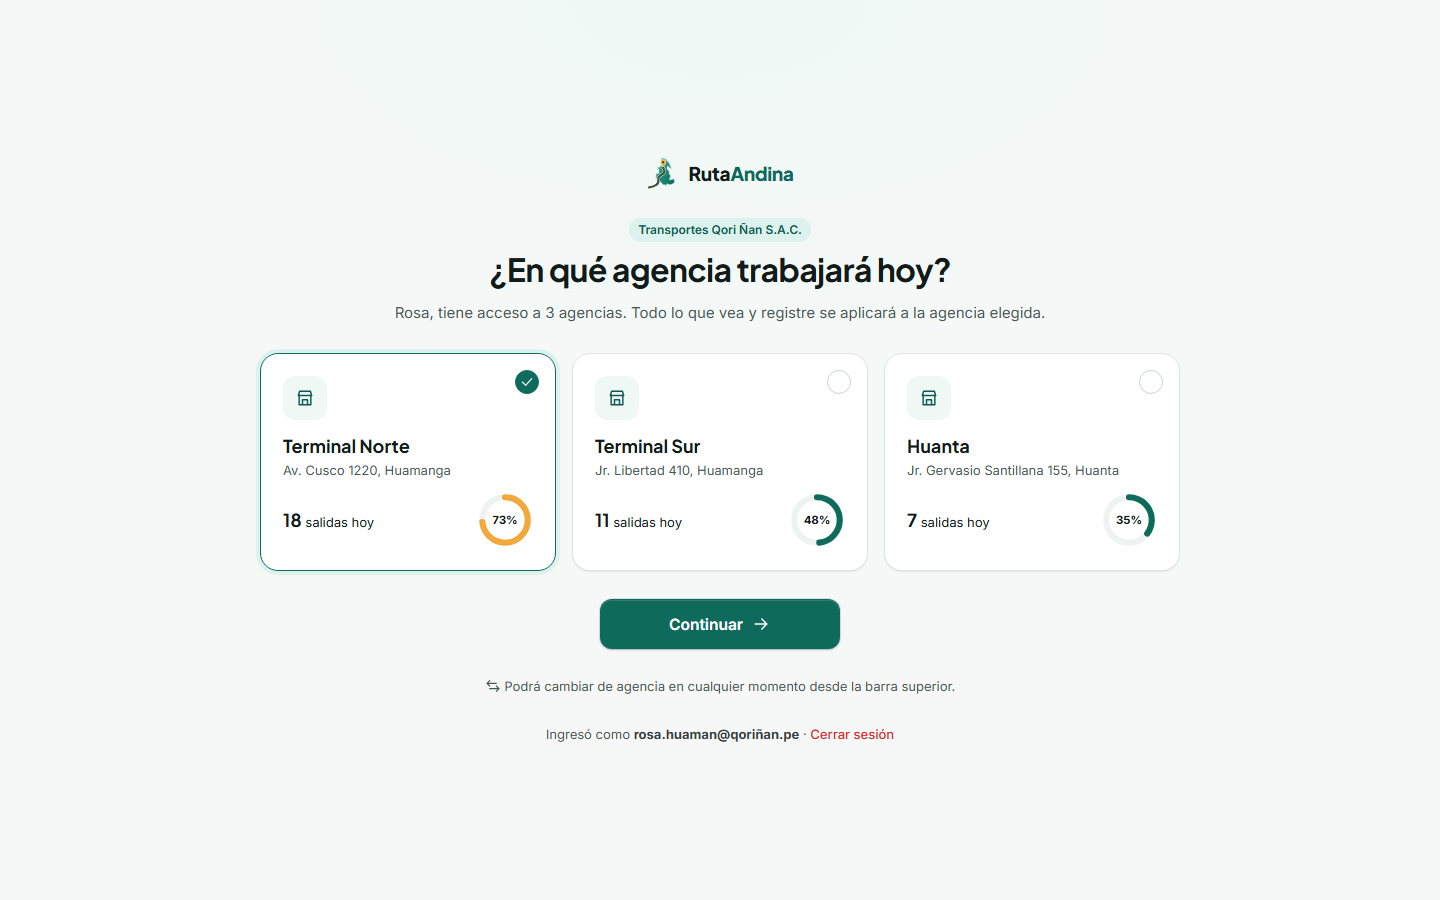 RutaAndina
Transportes Qori Ñan S.A.C.
¿En qué agencia trabajará hoy?
Rosa, tiene acceso a 3 agencias. Todo lo que vea y registre se aplicará a la agencia elegida.
Terminal Norte
Av. Cusco 1220, Huamanga
18 salidas hoy
73%
Terminal Sur
Jr. Libertad 410, Huamanga
11 salidas hoy
48%
Huanta
Jr. Gervasio Santillana 155, Huanta
7 salidas hoy
35%
Continuar
Podrá cambiar de agencia en cualquier momento desde la barra superior.
Ingresó como rosa.huaman@qoriñan.pe · Cerrar sesión